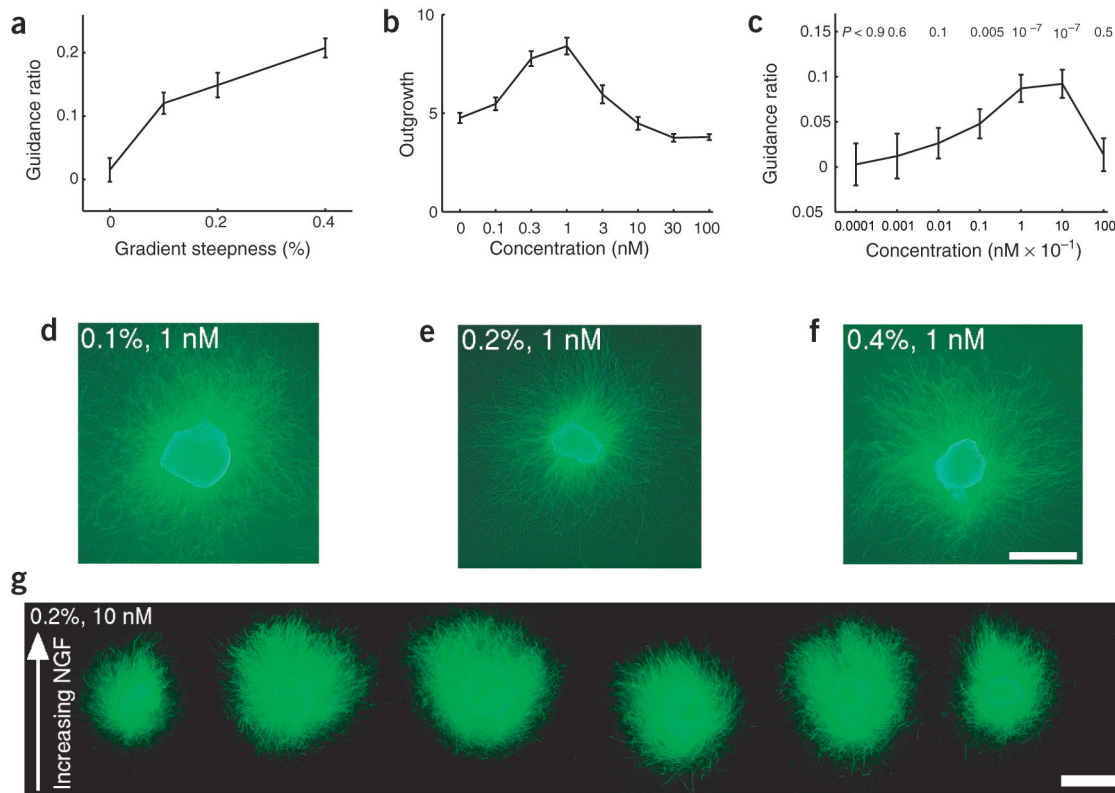 a
Guidance ratio
0.2
0.1
0
0
0.2
0.4
Gradient steepness (%)
b
Outgrowth
10
5
0
0 0.1 0.3 1 3 10 30 100
Concentration (nM)
c
P < 0.9 0.6 0.1 0.005 10⁻⁷ 10⁻⁷ 0.5
Guidance ratio
0.15
0.1
0.05
0
0.05
0.0001 0.001 0.01 0.1 1 10 100
Concentration (nM × 10⁻¹)
d
0.1%, 1 nM
e
0.2%, 1 nM
f
0.4%, 1 nM
g
0.2%, 10 nM
Increasing NGF